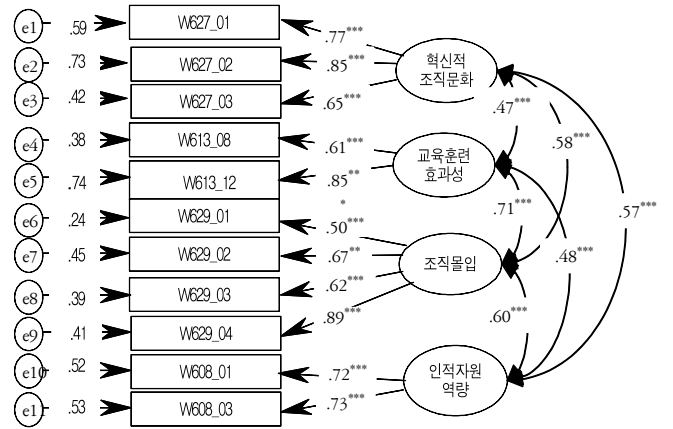 e1 .59 W627_01 .77***
e2 .73 W627_02 .85***
e3 .42 W627_03 .65***
혁신적
조직문화
e4 .38 W613_08 .61***
e5 .74 W613_12 .85**
*
교육훈련
효과성
e6 .24 W629_01 .50***
e7 .45 W629_02 .67**
e8 .39 W629_03 .62***
e9 .41 W629_04 .89***
조직몰입
e10 .52 W608_01 .72***
e1 .53 W608_03 .73***
인적자원
역량
.47***
.58***
.57***
.71***
.48***
.60***